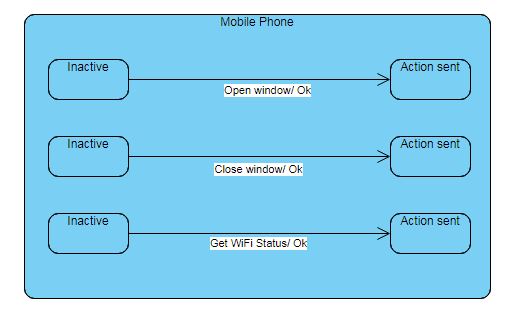 Mobile Phone
Inactive
Action sent
Open window/ Ok
Inactive
Action sent
Close window/ Ok
Inactive
Action sent
Get WiFi Status/ Ok